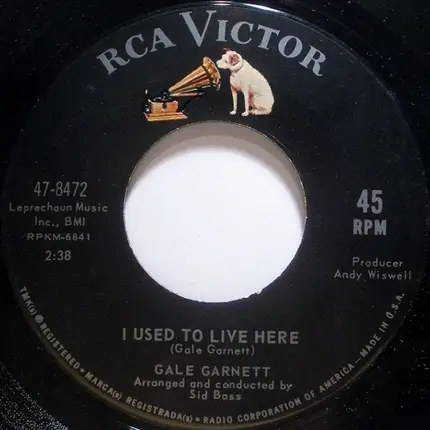 RCA VICTOR
47-8472
Leprechaun Music
Inc., BMI
RPKM-6841
2:38
45
RPM
Producer
Andy Wiswell
I USED TO LIVE HERE
(Gale Garnett)
GALE GARNETT
Arranged and conducted by
Sid Bass
TMK(s) ® REGISTERED • MARCA(s) REGISTRADA(s) • RADIO CORPORATION OF AMERICA – MADE IN U.S.A.